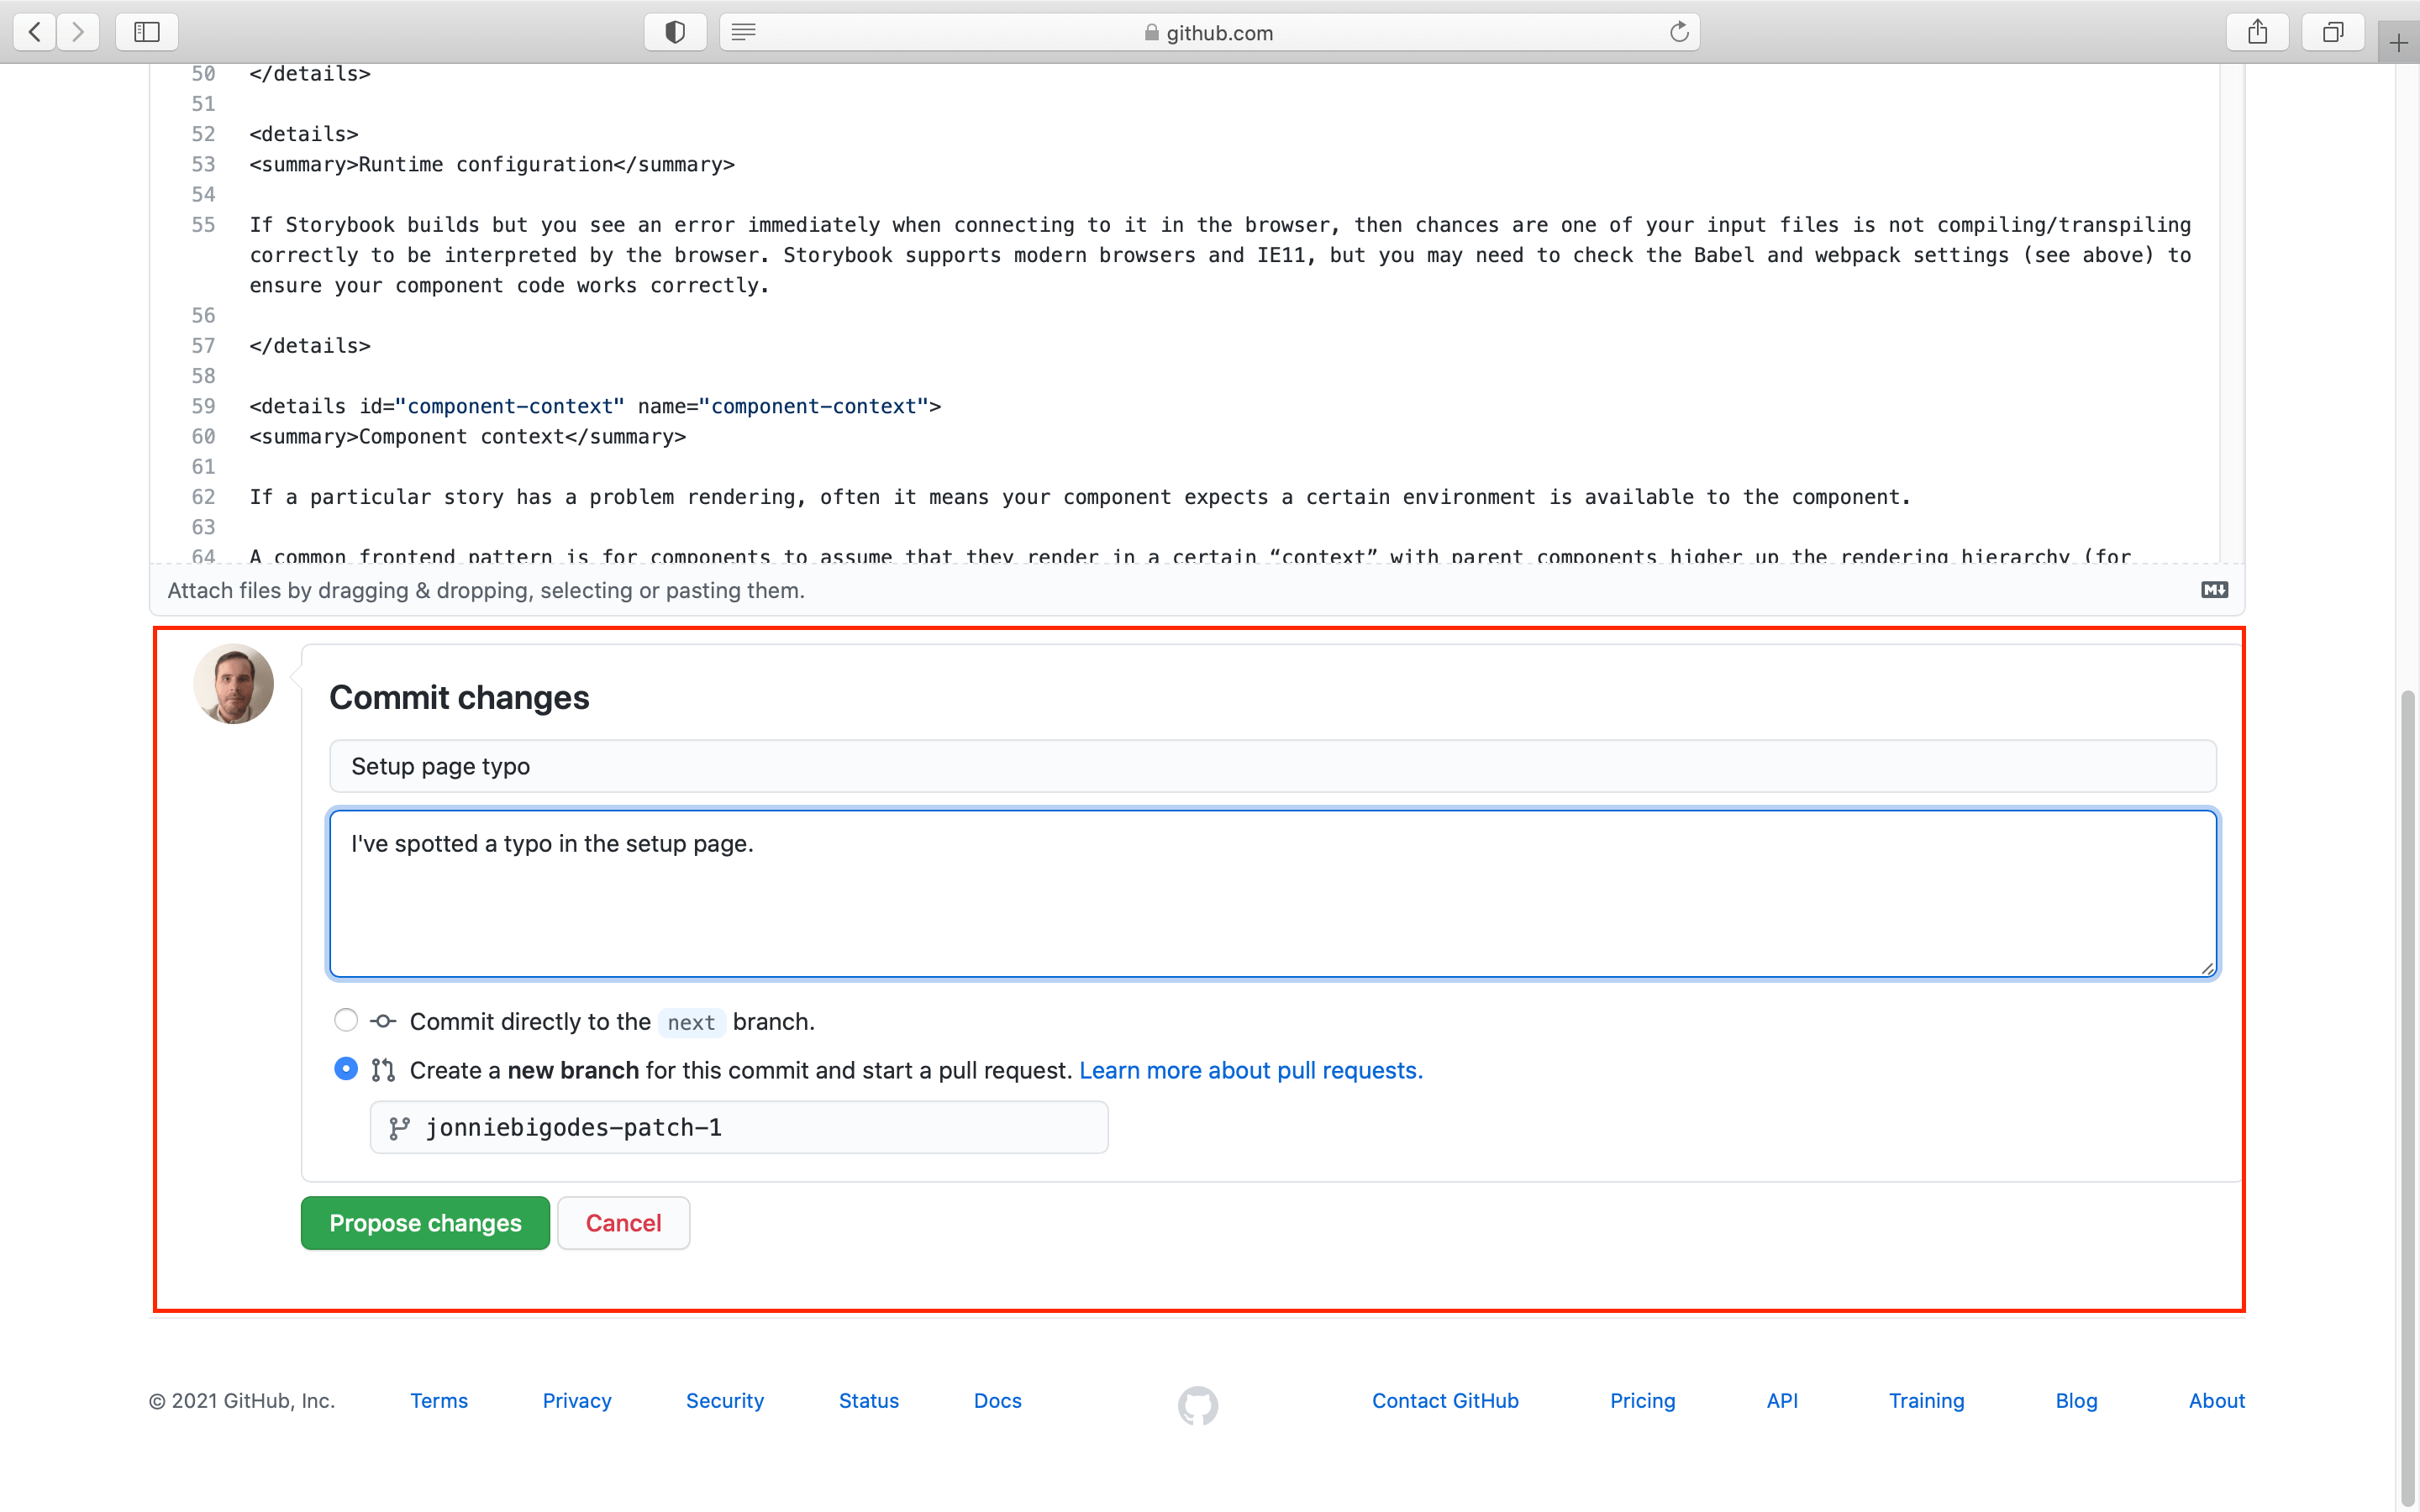 github.com
50 </details>
51
52 <details>
53 <summary>Runtime configuration</summary>
54
55 If Storybook builds but you see an error immediately when connecting to it in the browser, then chances are one of your input files is not compiling/transpiling
correctly to be interpreted by the browser. Storybook supports modern browsers and IE11, but you may need to check the Babel and webpack settings (see above) to
ensure your component code works correctly.
56
57 </details>
58
59 <details id="component-context" name="component-context">
60 <summary>Component context</summary>
61
62 If a particular story has a problem rendering, often it means your component expects a certain environment is available to the component.
63
64 A common frontend pattern is for components to assume that they render in a certain “context” with parent components higher up the rendering hierarchy (for
Attach files by dragging & dropping, selecting or pasting them.
M↓
Commit changes
Setup page typo
I've spotted a typo in the setup page.
Commit directly to the next branch.
Create a new branch for this commit and start a pull request. Learn more about pull requests.
jonniebigodes-patch-1
Propose changes Cancel
© 2021 GitHub, Inc. Terms Privacy Security Status Docs Contact GitHub Pricing API Training Blog About